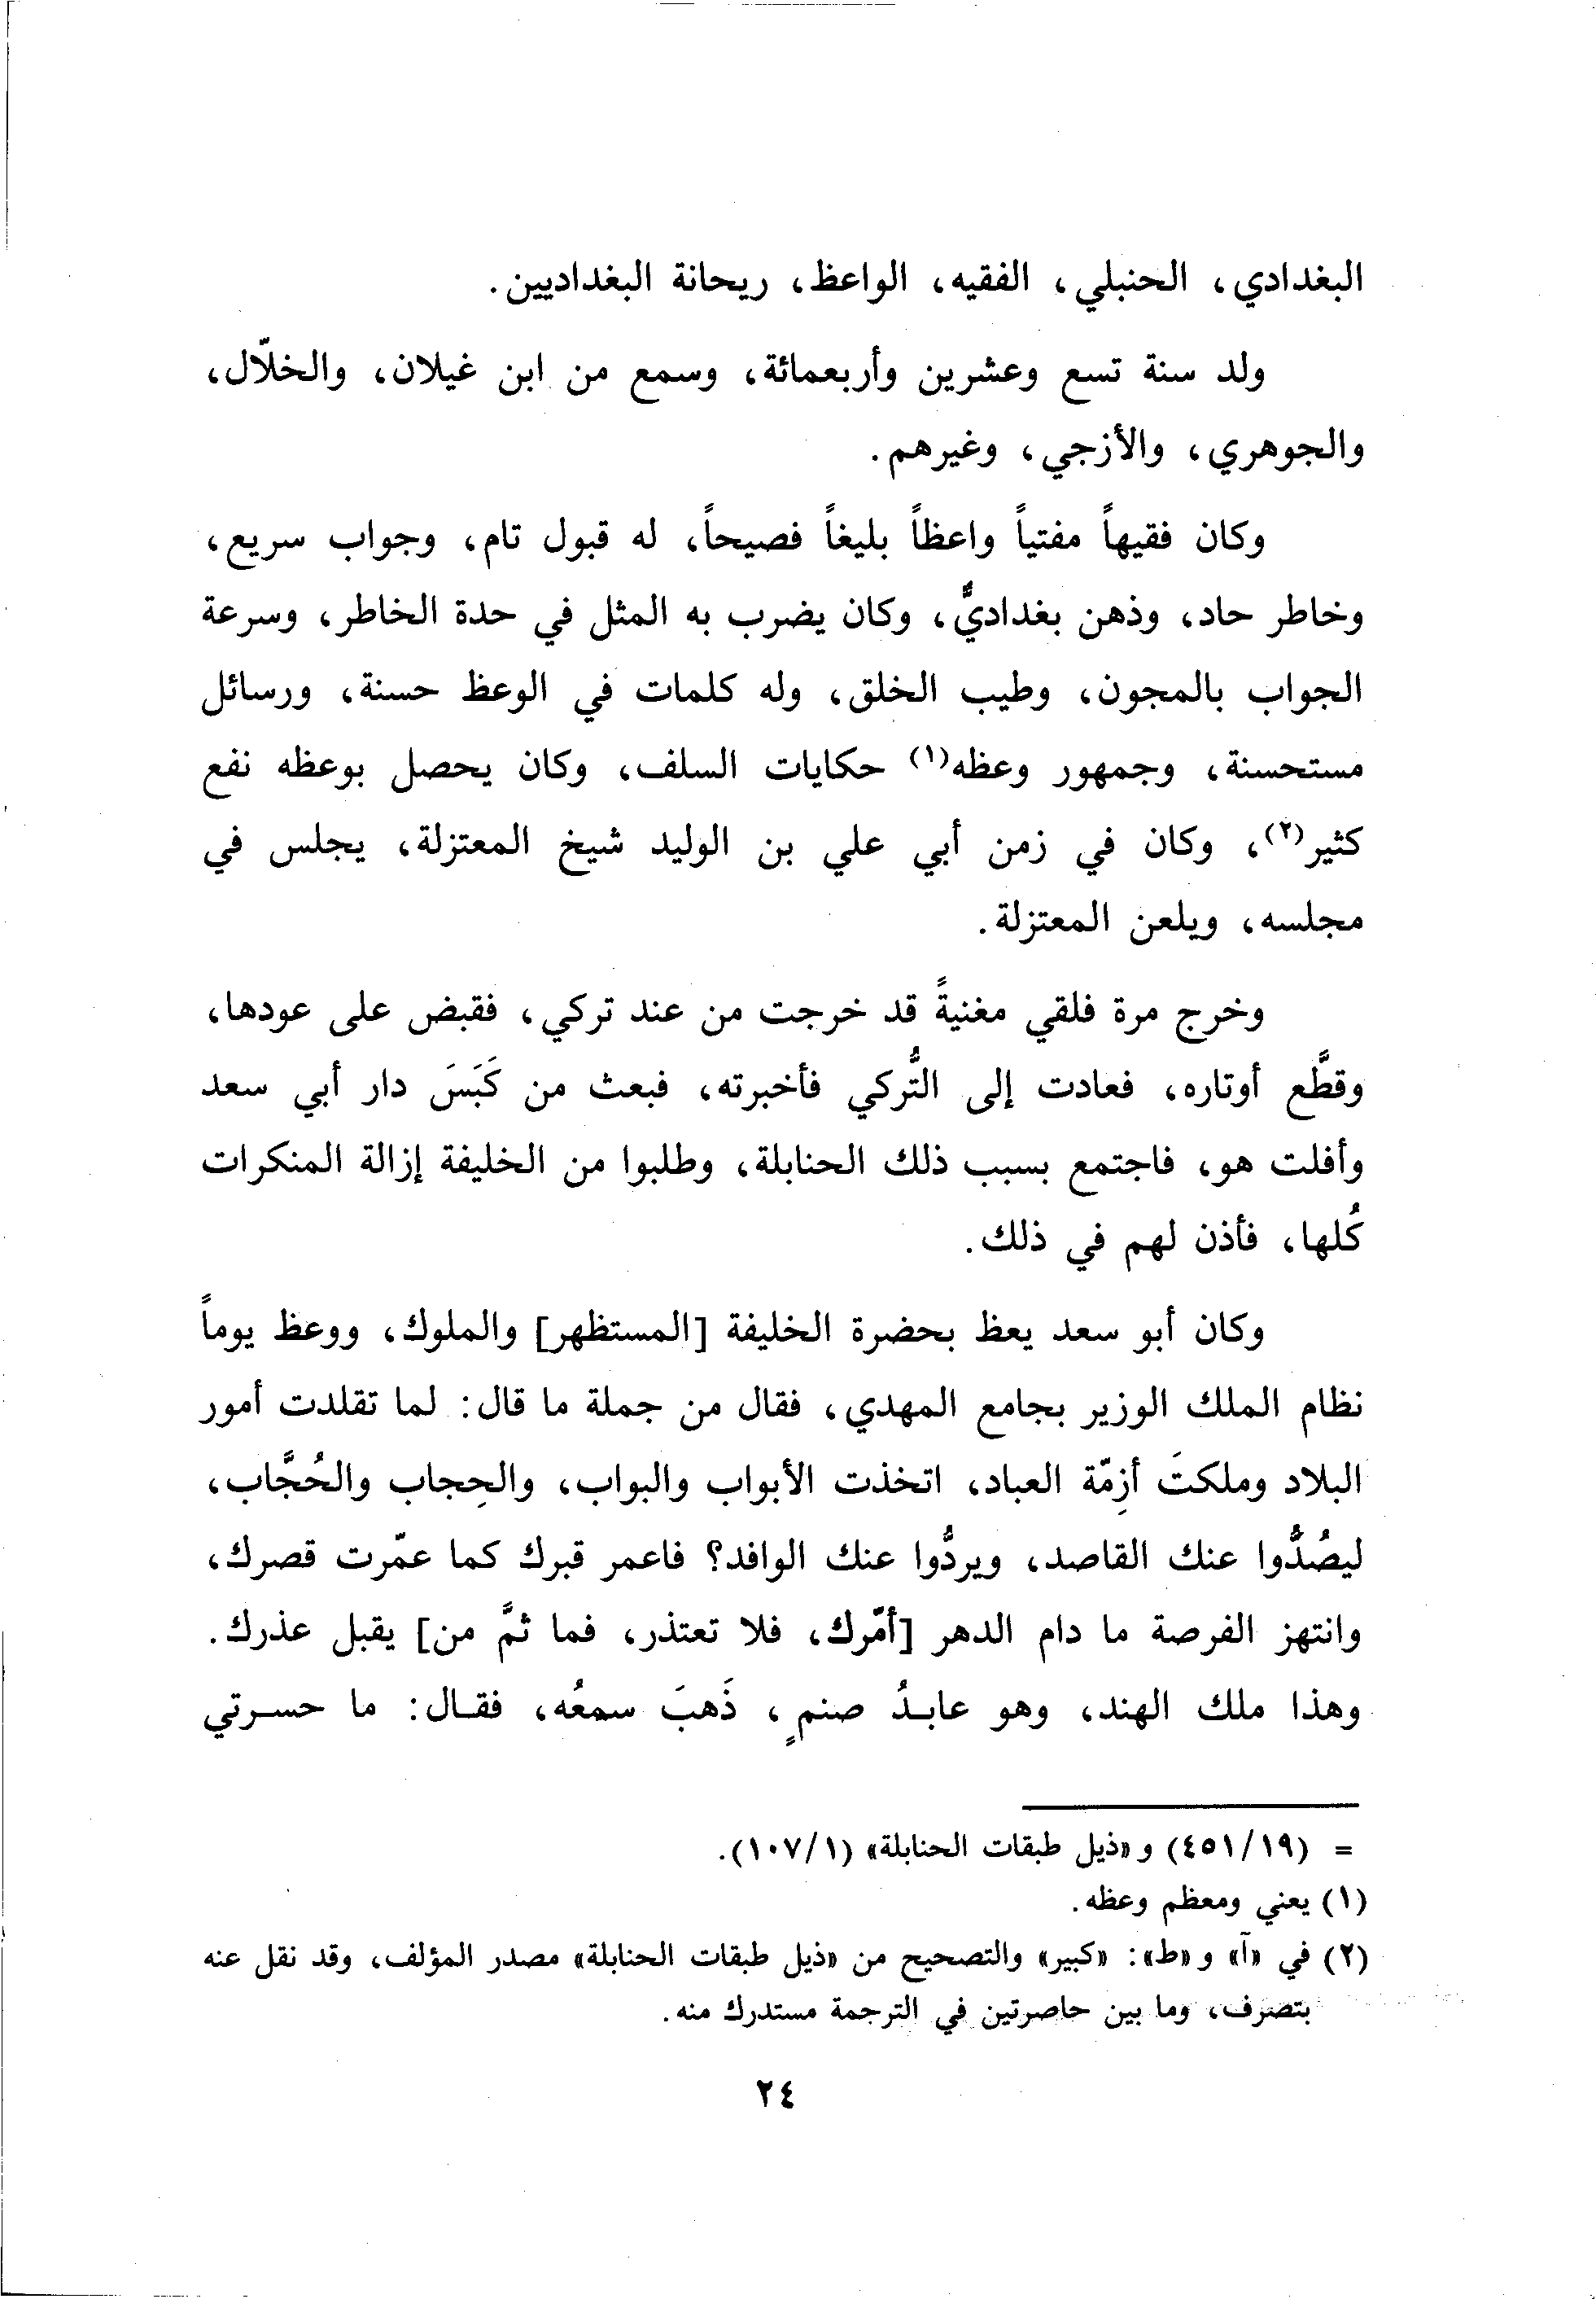 البغدادي، الحنبلي، الفقيه، الواعظ، ريحانة البغداديين.
ولد سنة تسع وعشرين وأربعمائة، وسمع من ابن غيلان، والخلّال،
والجوهري، والأزجي، وغيرهم.
وكان فقيهاً مفتياً واعظاً بليغاً فصيحاً، له قبول تام، وجواب سريع،
وخاطر حاد، وذهن بغداديٌّ، وكان يضرب به المثل في حدة الخاطر، وسرعة
الجواب بالمجون، وطيب الخلق، وله كلمات في الوعظ حسنة، ورسائل
مستحسنة، وجمهور وعظه(١) حكايات السلف، وكان يحصل بوعظه نفع
كثير(٢)، وكان في زمن أبي علي بن الوليد شيخ المعتزلة، يجلس في
مجلسه، ويلعن المعتزلة.
وخرج مرة فلقي مغنيةً قد خرجت من عند تركي، فقبض على عودها،
وقطَّع أوتاره، فعادت إلى التُّركي فأخبرته، فبعث من كَبَسَ دار أبي سعد
وأفلت هو، فاجتمع بسبب ذلك الحنابلة، وطلبوا من الخليفة إزالة المنكرات
كُلها، فأذن لهم في ذلك.
وكان أبو سعد يعظ بحضرة الخليفة [المستظهر] والملوك، ووعظ يوماً
نظام الملك الوزير بجامع المهدي، فقال من جملة ما قال: لما تقلدت أمور
البلاد وملكتَ أزِمّة العباد، اتخذت الأبواب والبواب، والحِجاب والحُجَّاب،
ليصُدُّوا عنك القاصد، ويردُّوا عنك الوافد؟ فاعمر قبرك كما عمّرت قصرك،
وانتهز الفرصة ما دام الدهر [أمّرك، فلا تعتذر، فما ثمَّ من] يقبل عذرك.
وهذا ملك الهند، وهو عابـدُ صنمٍ، ذَهبَ سمعُه، فقـال: ما حسـرتي
= (١٩/ ٤٥١) و «ذيل طبقات الحنابلة» (١/ ١٠٧).
(١) يعني ومعظم وعظه.
(٢) في «آ» و «ط»: «كبير» والتصحيح من «ذيل طبقات الحنابلة» مصدر المؤلف، وقد نقل عنه
بتصرف، وما بين حاصرتين في الترجمة مستدرك منه.
٢٤